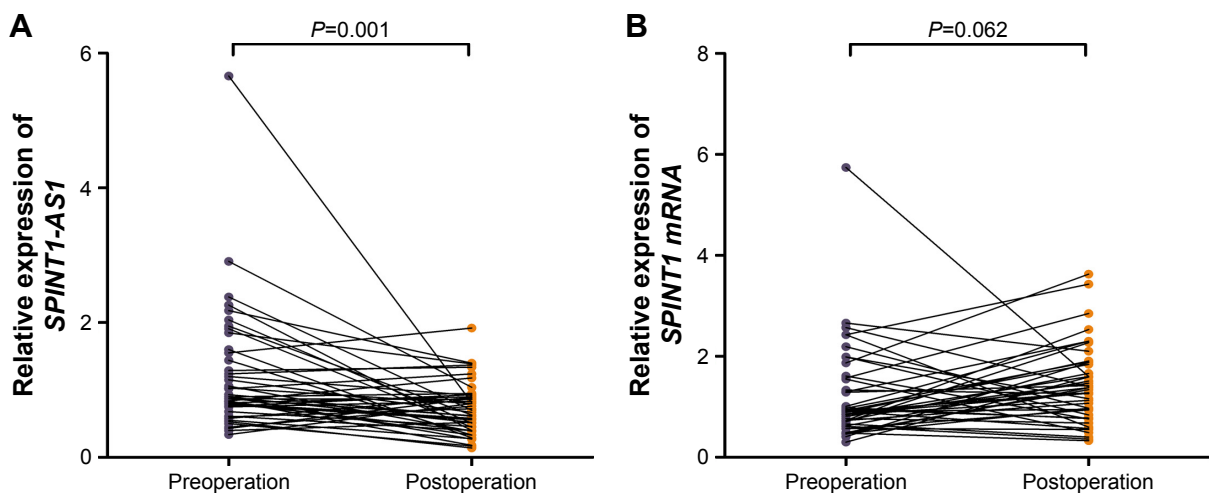 A
P=0.001
Relative expression of
SPINT1-AS1
6
4
2
0
Preoperation
Postoperation
B
P=0.062
Relative expression of
SPINT1 mRNA
8
6
4
2
0
Preoperation
Postoperation